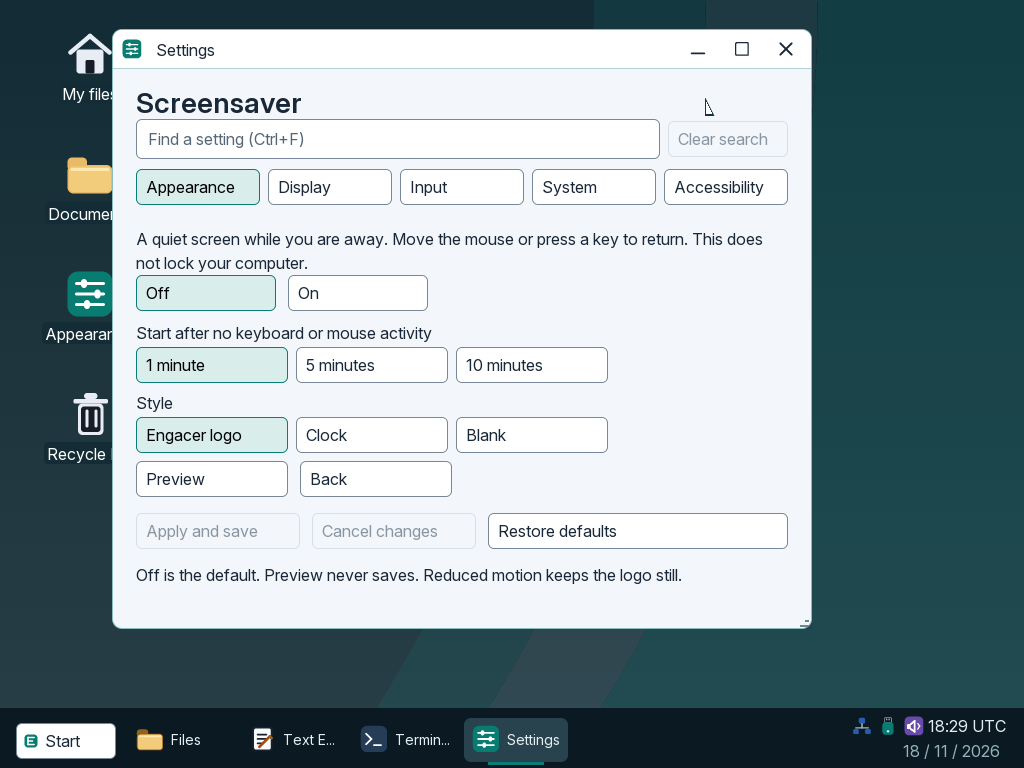 Settings
My files
Screensaver
Find a setting (Ctrl+F)
Clear search
Appearance
Display
Input
System
Accessibility
A quiet screen while you are away. Move the mouse or press a key to return. This does
not lock your computer.
Off
On
Start after no keyboard or mouse activity
1 minute
5 minutes
10 minutes
Style
Engacer logo
Clock
Blank
Preview
Back
Apply and save
Cancel changes
Restore defaults
Off is the default. Preview never saves. Reduced motion keeps the logo still.
Recycle
Start
Files
Text E...
Termin...
Settings
18:29 UTC
18 / 11 / 2026